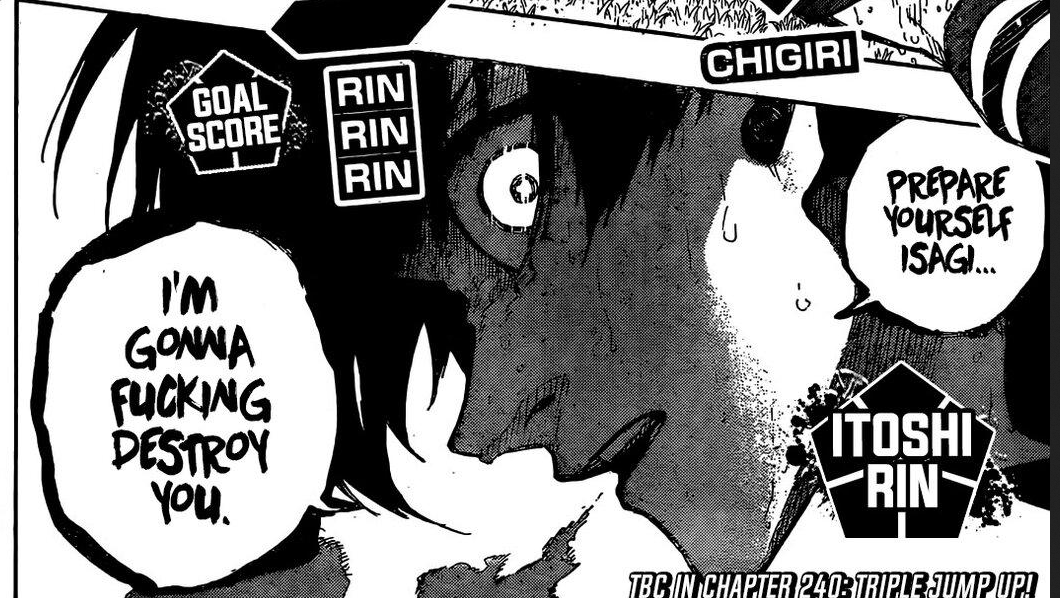 CHIGIRI
GOAL
SCORE
RIN
RIN
RIN
PREPARE
YOURSELF
ISAGI...
I'M
GONNA
FUCKING
DESTROY
YOU.
ITOSHI
RIN
TBC IN CHAPTER 240: TRIPLE JUMP UP!